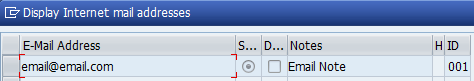 Display Internet mail addresses
E-Mail Address S... D... Notes H ID
email@email.com Email Note 001